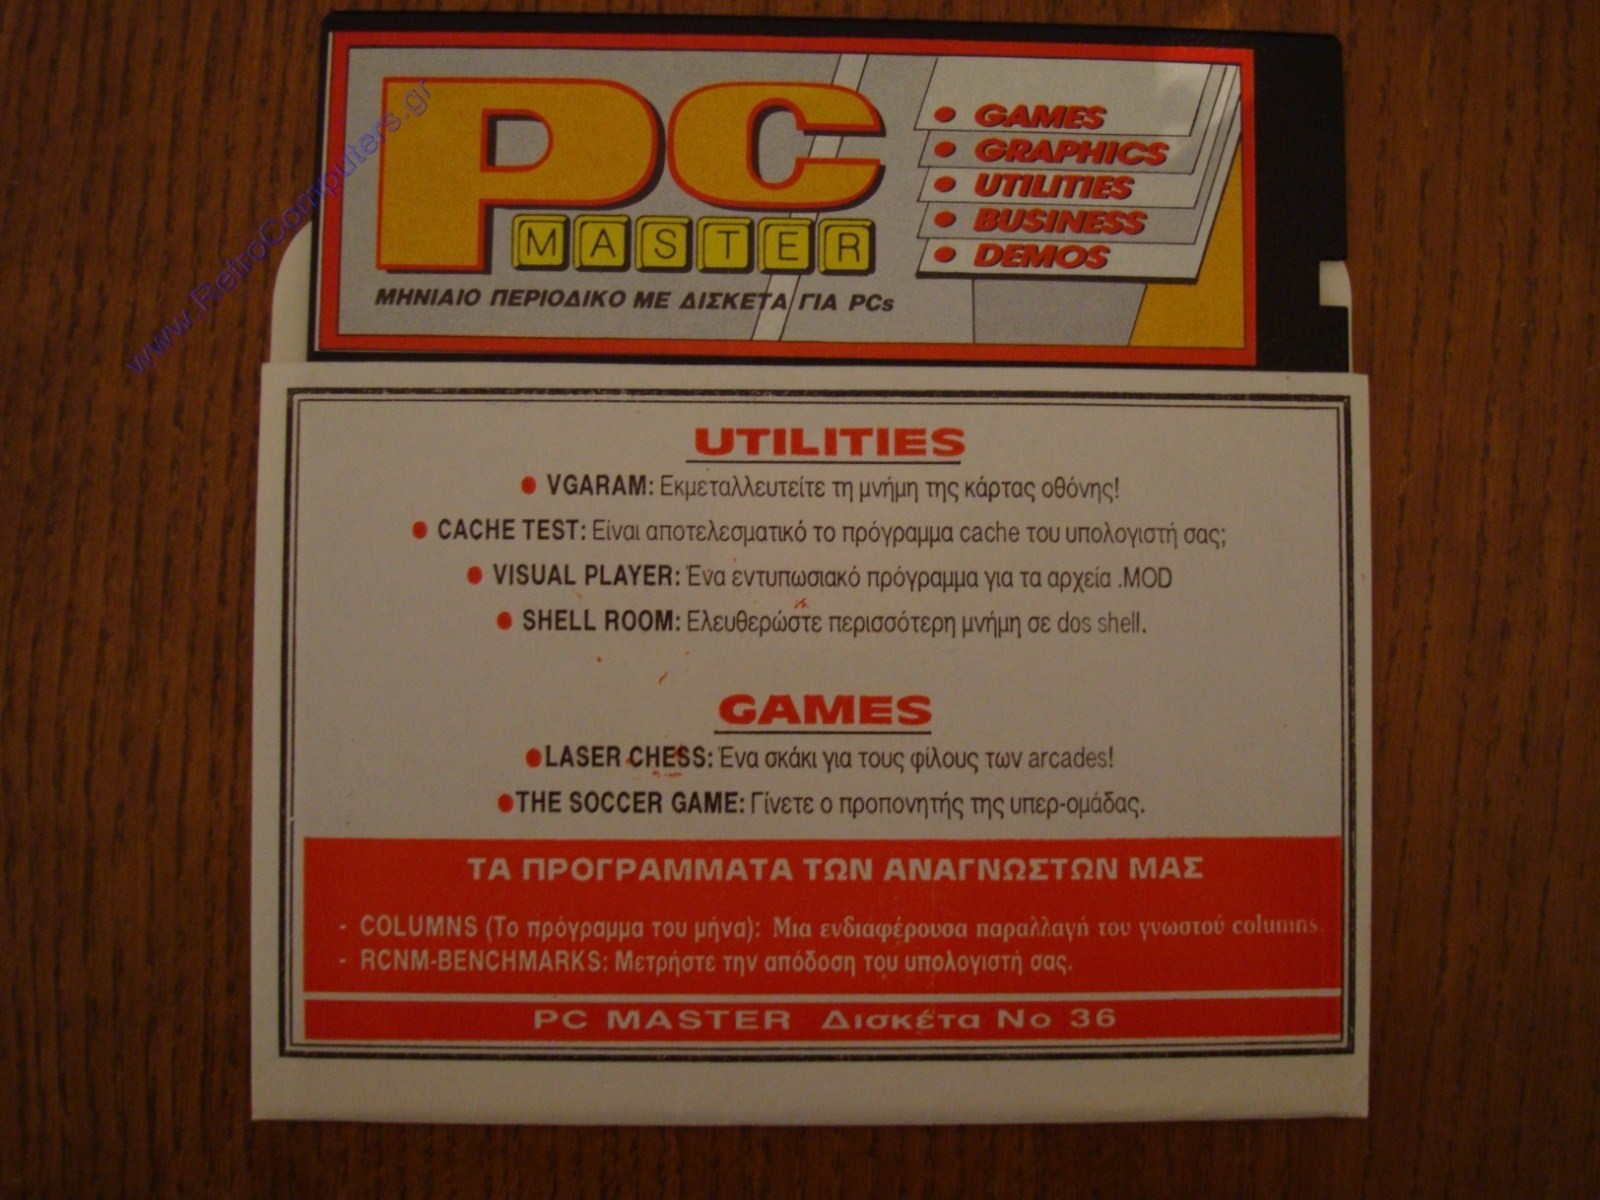 PC
MASTER
ΜΗΝΙΑΙΟ ΠΕΡΙΟΔΙΚΟ ΜΕ ΔΙΣΚΕΤΑ ΓΙΑ PCs
• GAMES
• GRAPHICS
• UTILITIES
• BUSINESS
• DEMOS
www.RetroComputers.gr
UTILITIES
• VGARAM: Εκμεταλλευτείτε τη μνήμη της κάρτας οθόνης!
• CACHE TEST: Είναι αποτελεσματικό το πρόγραμμα cache του υπολογιστή σας;
• VISUAL PLAYER: Ένα εντυπωσιακό πρόγραμμα για τα αρχεία .MOD
• SHELL ROOM: Ελευθερώστε περισσότερη μνήμη σε dos shell.
GAMES
• LASER CHESS: Ένα σκάκι για τους φίλους των arcades!
• THE SOCCER GAME: Γίνετε ο προπονητής της υπερ-ομάδας.
ΤΑ ΠΡΟΓΡΑΜΜΑΤΑ ΤΩΝ ΑΝΑΓΝΩΣΤΩΝ ΜΑΣ
- COLUMNS (Το πρόγραμμα του μήνα): Μια ενδιαφέρουσα παραλλαγή του γνωστού columns.
- RCNM-BENCHMARKS: Μετρήστε την απόδοση του υπολογιστή σας.
PC MASTER Δισκέτα Νο 36